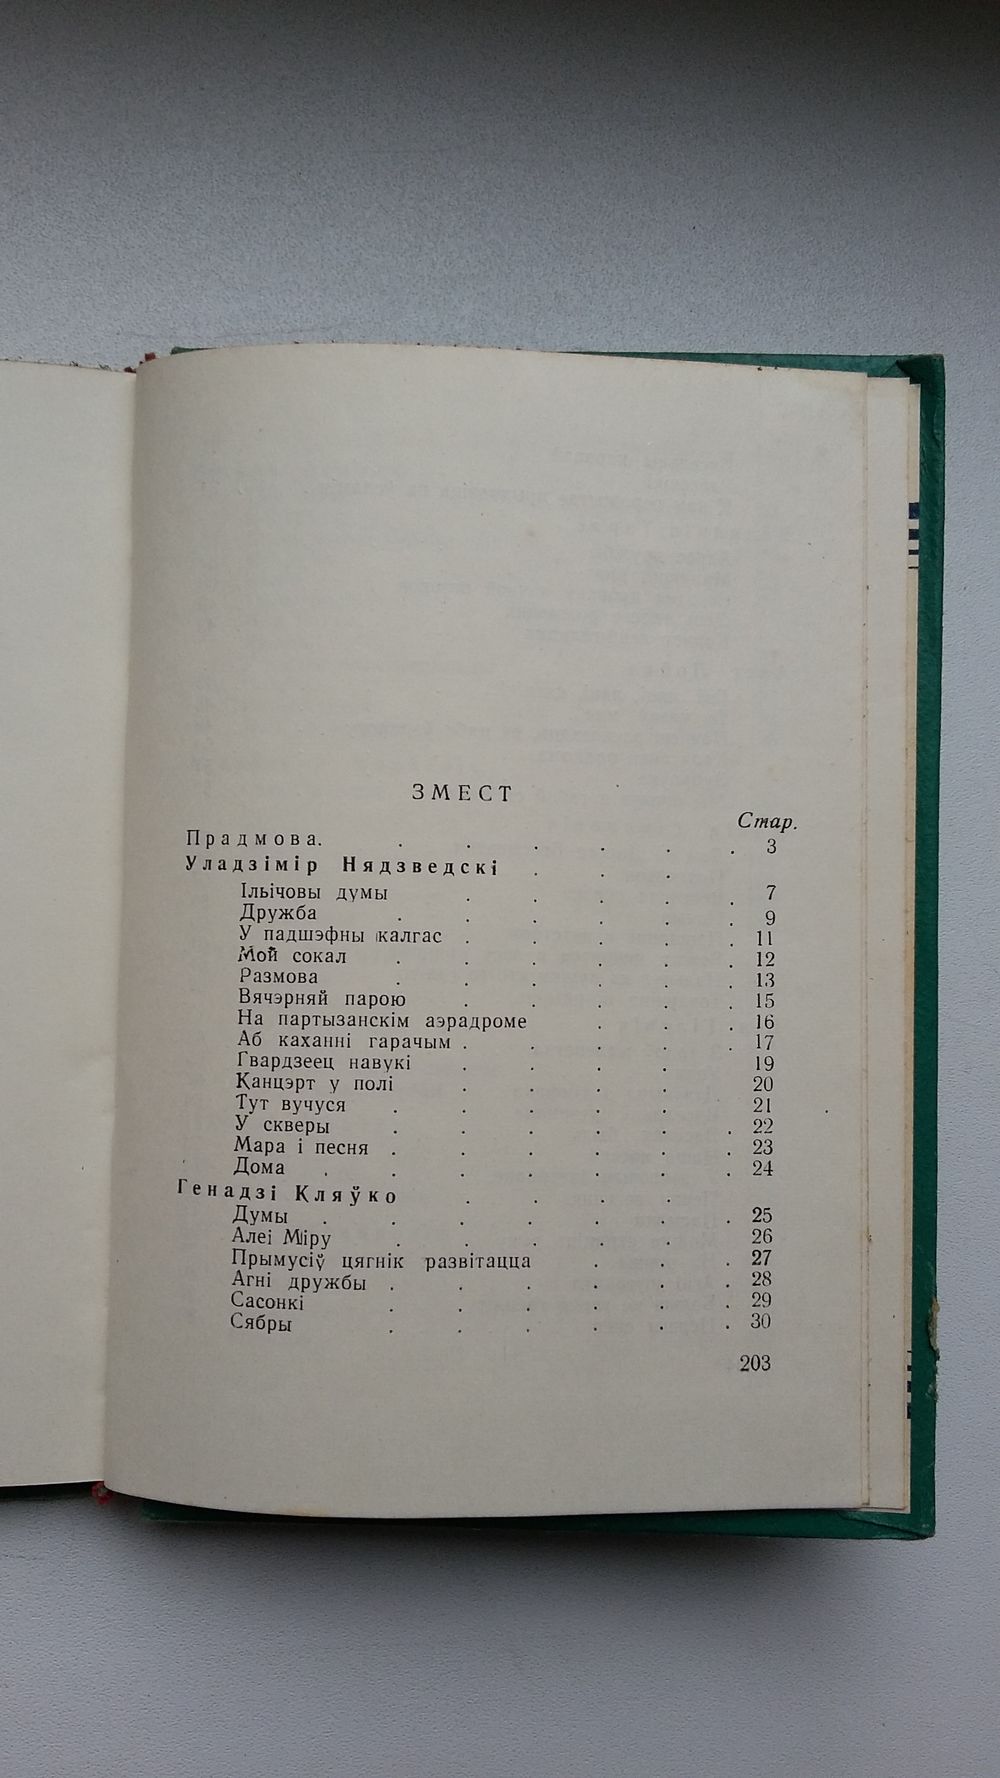 ЗМЕСТ
Стар.
Прадмова. . . . . . . 3
Уладзімір Нядзведскі . . .
Ільічовы думы . . . . . 7
Дружба . . . . . . 9
У падшэфны калгас . . . . . 11
Мой сокал . . . . . . 12
Размова . . . . . . 13
Вячэрняй парою . . . . . 15
На партызанскім аэрадроме . . . 16
Аб каханні гарачым . . . . . 17
Гвардзеец навукі . . . . 19
Канцэрт у полі . . . . 20
Тут вучуся . . . . . 21
У скверы . . . . . . 22
Мара і песня . . . . . . 23
Дома . . . . . . . 24
Генадзі Кляўко . . . .
Думы . . . . . . . 25
Алеі Міру . . . . . 26
Прымусіў цягнік развітацца . . . 27
Агні дружбы . . . . . . 28
Сасонкі . . . . . . 29
Сябры . . . . . . 30
203